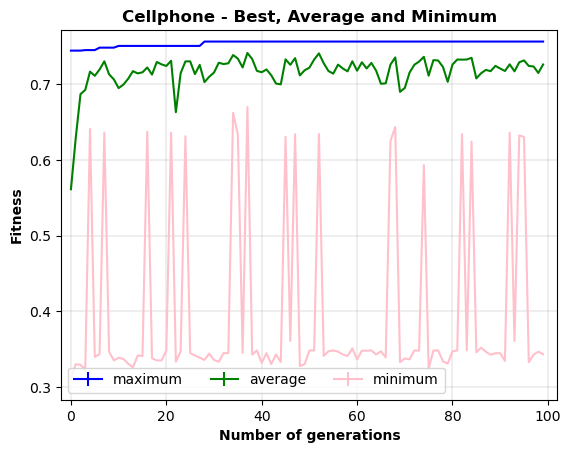 Cellphone - Best, Average and Minimum
Fitness
0.7
0.6
0.5
0.4
0.3
maximum average minimum
0 20 40 60 80 100
Number of generations